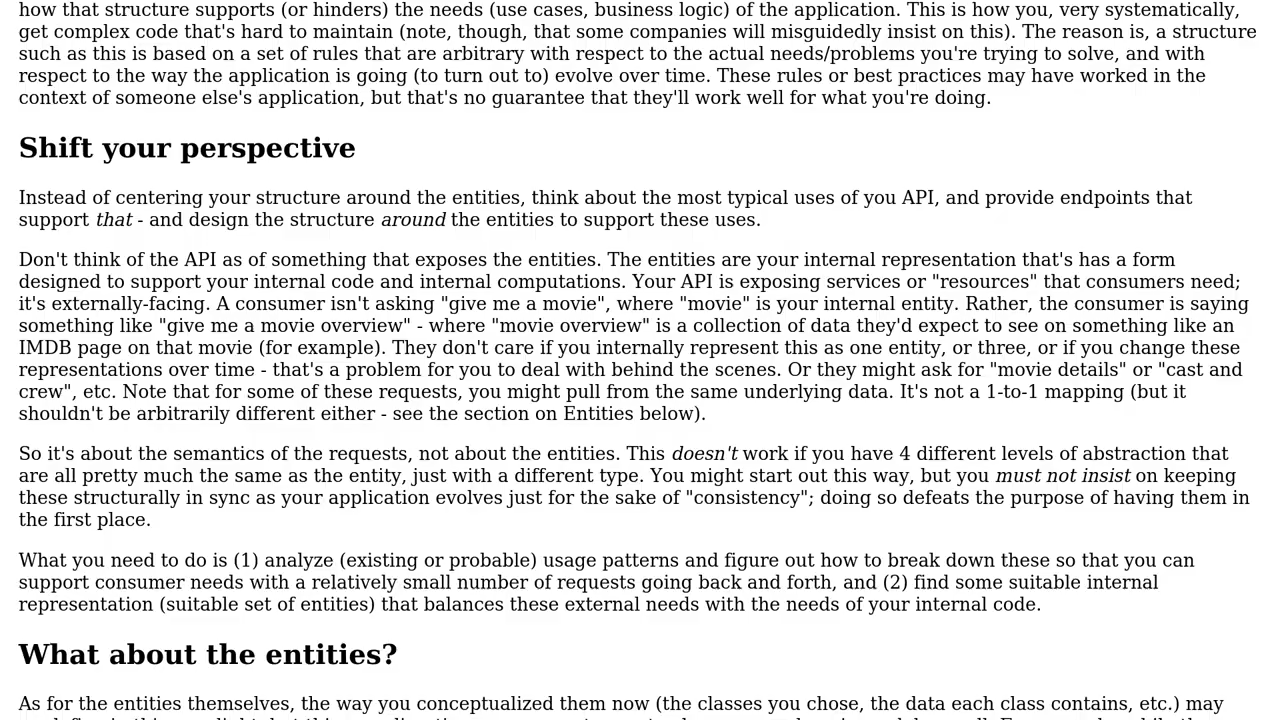 how that structure supports (or hinders) the needs (use cases, business logic) of the application. This is how you, very systematically,
get complex code that's hard to maintain (note, though, that some companies will misguidedly insist on this). The reason is, a structure
such as this is based on a set of rules that are arbitrary with respect to the actual needs/problems you're trying to solve, and with
respect to the way the application is going (to turn out to) evolve over time. These rules or best practices may have worked in the
context of someone else's application, but that's no guarantee that they'll work well for what you're doing.
Shift your perspective
Instead of centering your structure around the entities, think about the most typical uses of you API, and provide endpoints that
support that - and design the structure around the entities to support these uses.
Don't think of the API as of something that exposes the entities. The entities are your internal representation that's has a form
designed to support your internal code and internal computations. Your API is exposing services or "resources" that consumers need;
it's externally-facing. A consumer isn't asking "give me a movie", where "movie" is your internal entity. Rather, the consumer is saying
something like "give me a movie overview" - where "movie overview" is a collection of data they'd expect to see on something like an
IMDB page on that movie (for example). They don't care if you internally represent this as one entity, or three, or if you change these
representations over time - that's a problem for you to deal with behind the scenes. Or they might ask for "movie details" or "cast and
crew", etc. Note that for some of these requests, you might pull from the same underlying data. It's not a 1-to-1 mapping (but it
shouldn't be arbitrarily different either - see the section on Entities below).
So it's about the semantics of the requests, not about the entities. This doesn't work if you have 4 different levels of abstraction that
are all pretty much the same as the entity, just with a different type. You might start out this way, but you must not insist on keeping
these structurally in sync as your application evolves just for the sake of "consistency"; doing so defeats the purpose of having them in
the first place.
What you need to do is (1) analyze (existing or probable) usage patterns and figure out how to break down these so that you can
support consumer needs with a relatively small number of requests going back and forth, and (2) find some suitable internal
representation (suitable set of entities) that balances these external needs with the needs of your internal code.
What about the entities?
As for the entities themselves, the way you conceptualized them now (the classes you chose, the data each class contains, etc.) may